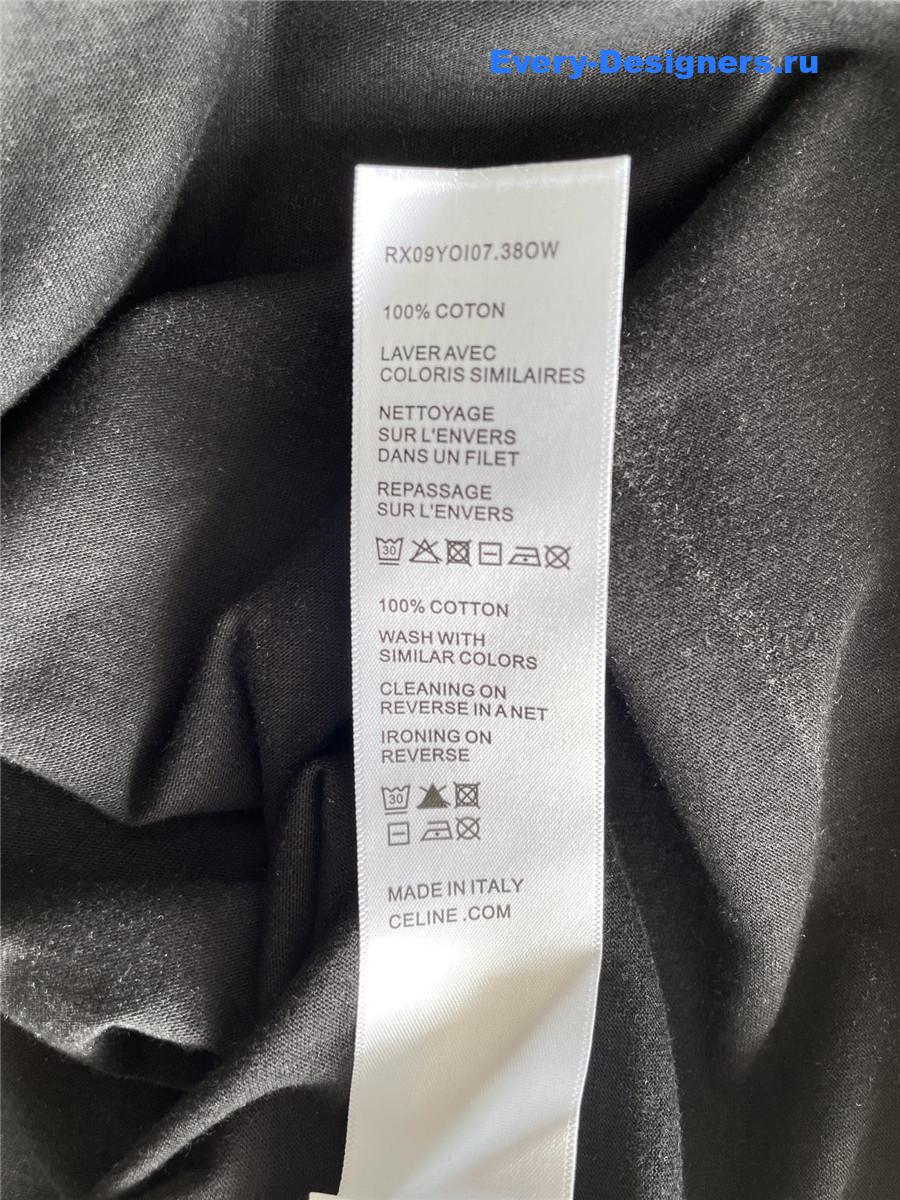 Every-Designers.ru
RX09YOI07.38OW
100% COTON
LAVER AVEC
COLORIS SIMILAIRES
NETTOYAGE
SUR L'ENVERS
DANS UN FILET
REPASSAGE
SUR L'ENVERS
30
100% COTTON
WASH WITH
SIMILAR COLORS
CLEANING ON
REVERSE IN A NET
IRONING ON
REVERSE
30
MADE IN ITALY
CELINE .COM